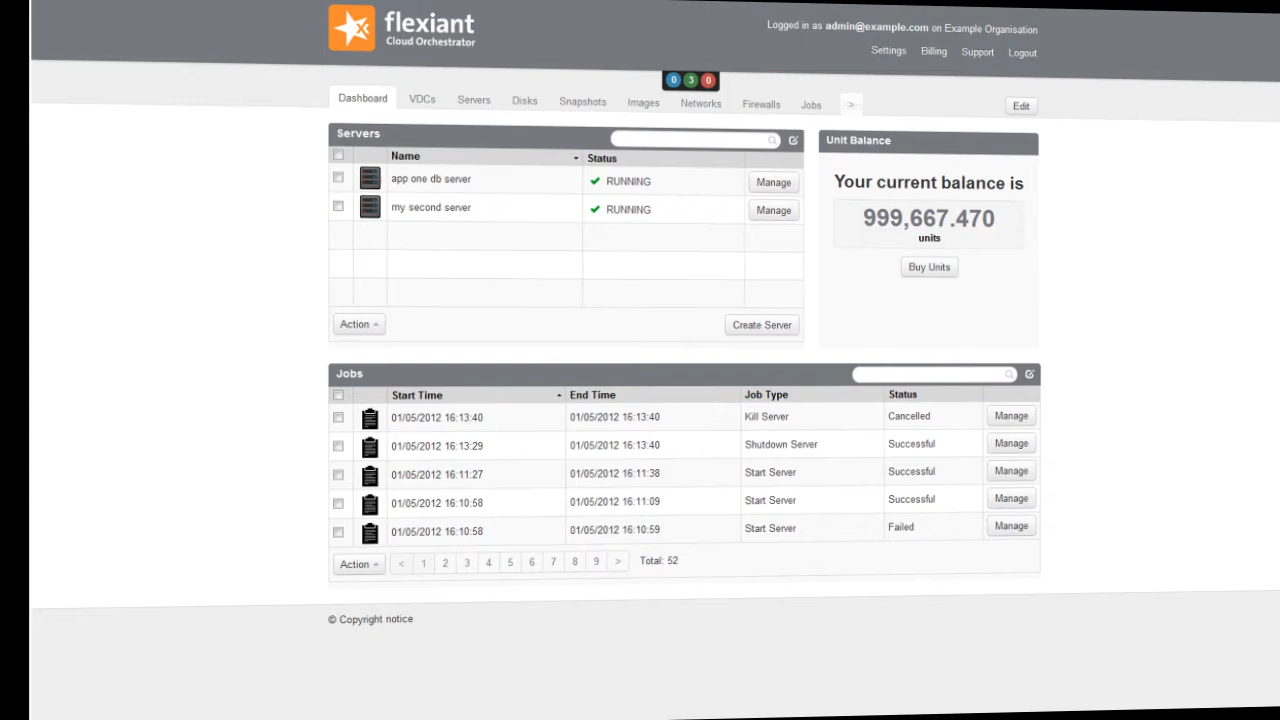 flexiant
Cloud Orchestrator
Logged in as admin@example.com on Example Organisation
Settings Billing Support Logout
0 3 0
Dashboard VDCs Servers Disks Snapshots Images Networks Firewalls Jobs > Edit
Servers
Name Status
app one db server RUNNING Manage
my second server RUNNING Manage
Action Create Server
Unit Balance
Your current balance is
999,667.470
units
Buy Units
Jobs
Start Time End Time Job Type Status
01/05/2012 16:13:40 01/05/2012 16:13:40 Kill Server Cancelled Manage
01/05/2012 16:13:29 01/05/2012 16:13:40 Shutdown Server Successful Manage
01/05/2012 16:11:27 01/05/2012 16:11:38 Start Server Successful Manage
01/05/2012 16:10:58 01/05/2012 16:11:09 Start Server Successful Manage
01/05/2012 16:10:58 01/05/2012 16:10:59 Start Server Failed Manage
Action < 1 2 3 4 5 6 7 8 9 > Total: 52
© Copyright notice